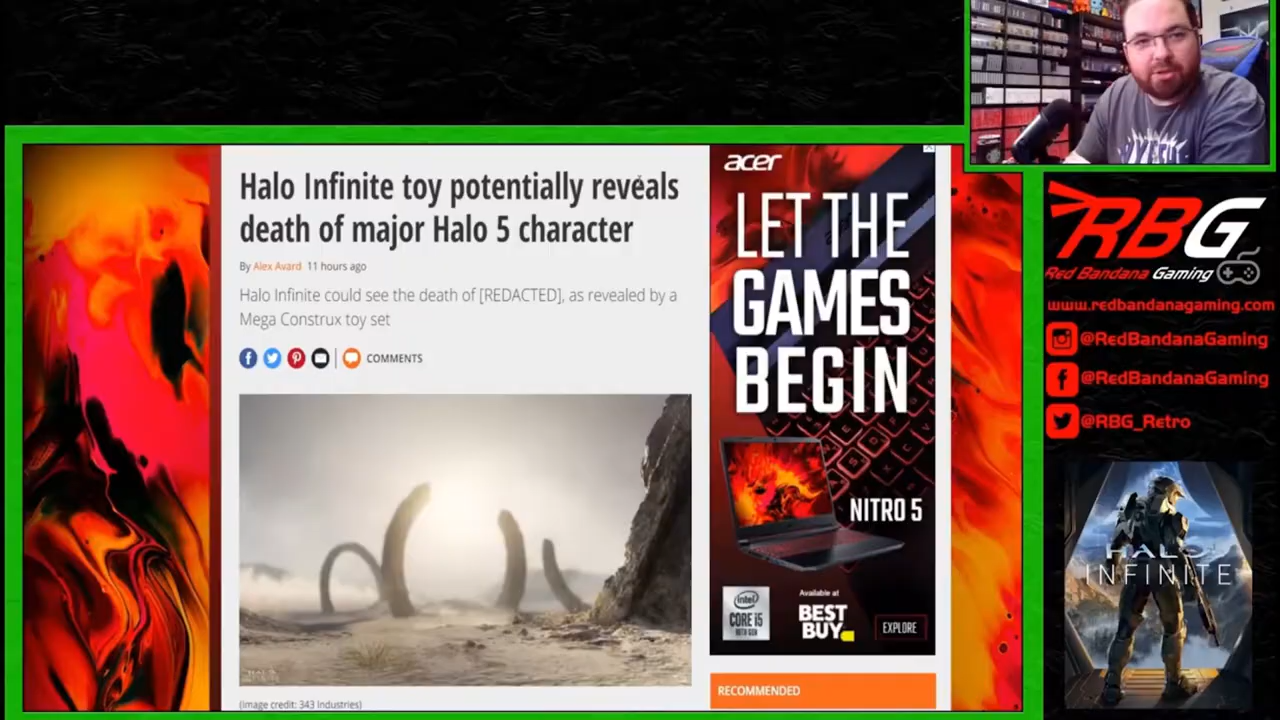 Halo Infinite toy potentially reveals
death of major Halo 5 character
By Alex Avard 11 hours ago
Halo Infinite could see the death of [REDACTED], as revealed by a
Mega Construx toy set
COMMENTS
(Image credit: 343 Industries)
acer
LET THE
GAMES
BEGIN
NITRO 5
intel
CORE i5
10TH GEN
Available at
BEST
BUY
EXPLORE
RECOMMENDED
RBG
Red Bandana Gaming
www.redbandanagaming.com
@RedBandanaGaming
@RedBandanaGaming
@RBG_Retro
HALO
INFINITE